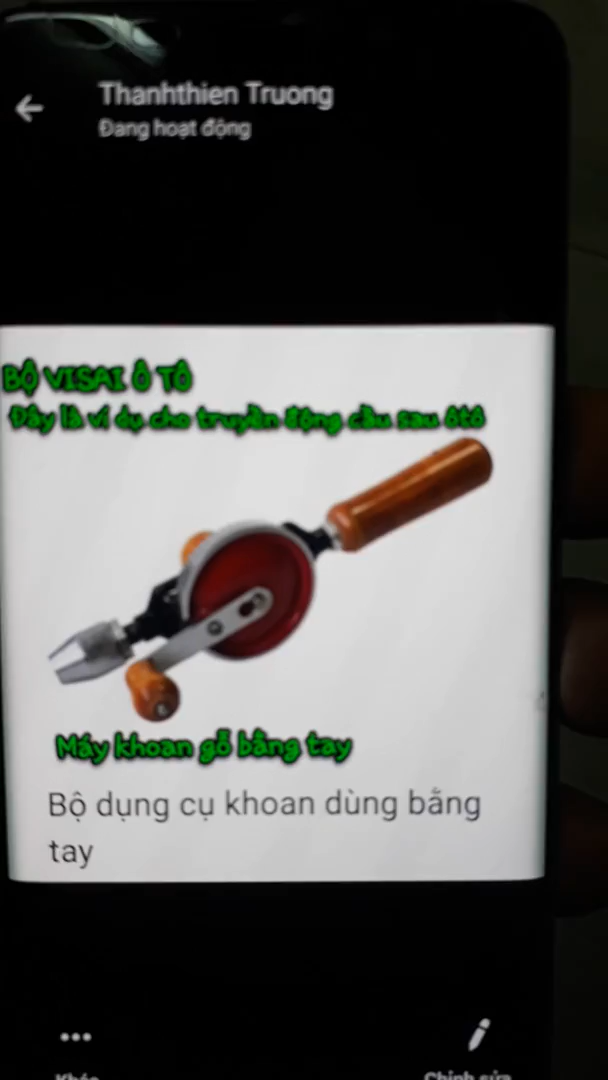 Thanhthien Truong
Đang hoạt động
BỘ VISAI Ô TÔ
Đây là ví dụ cho truyền động cầu sau ôtô
Máy khoan gỗ bằng tay
Bộ dụng cụ khoan dùng bằng
tay
Chỉnh sửa